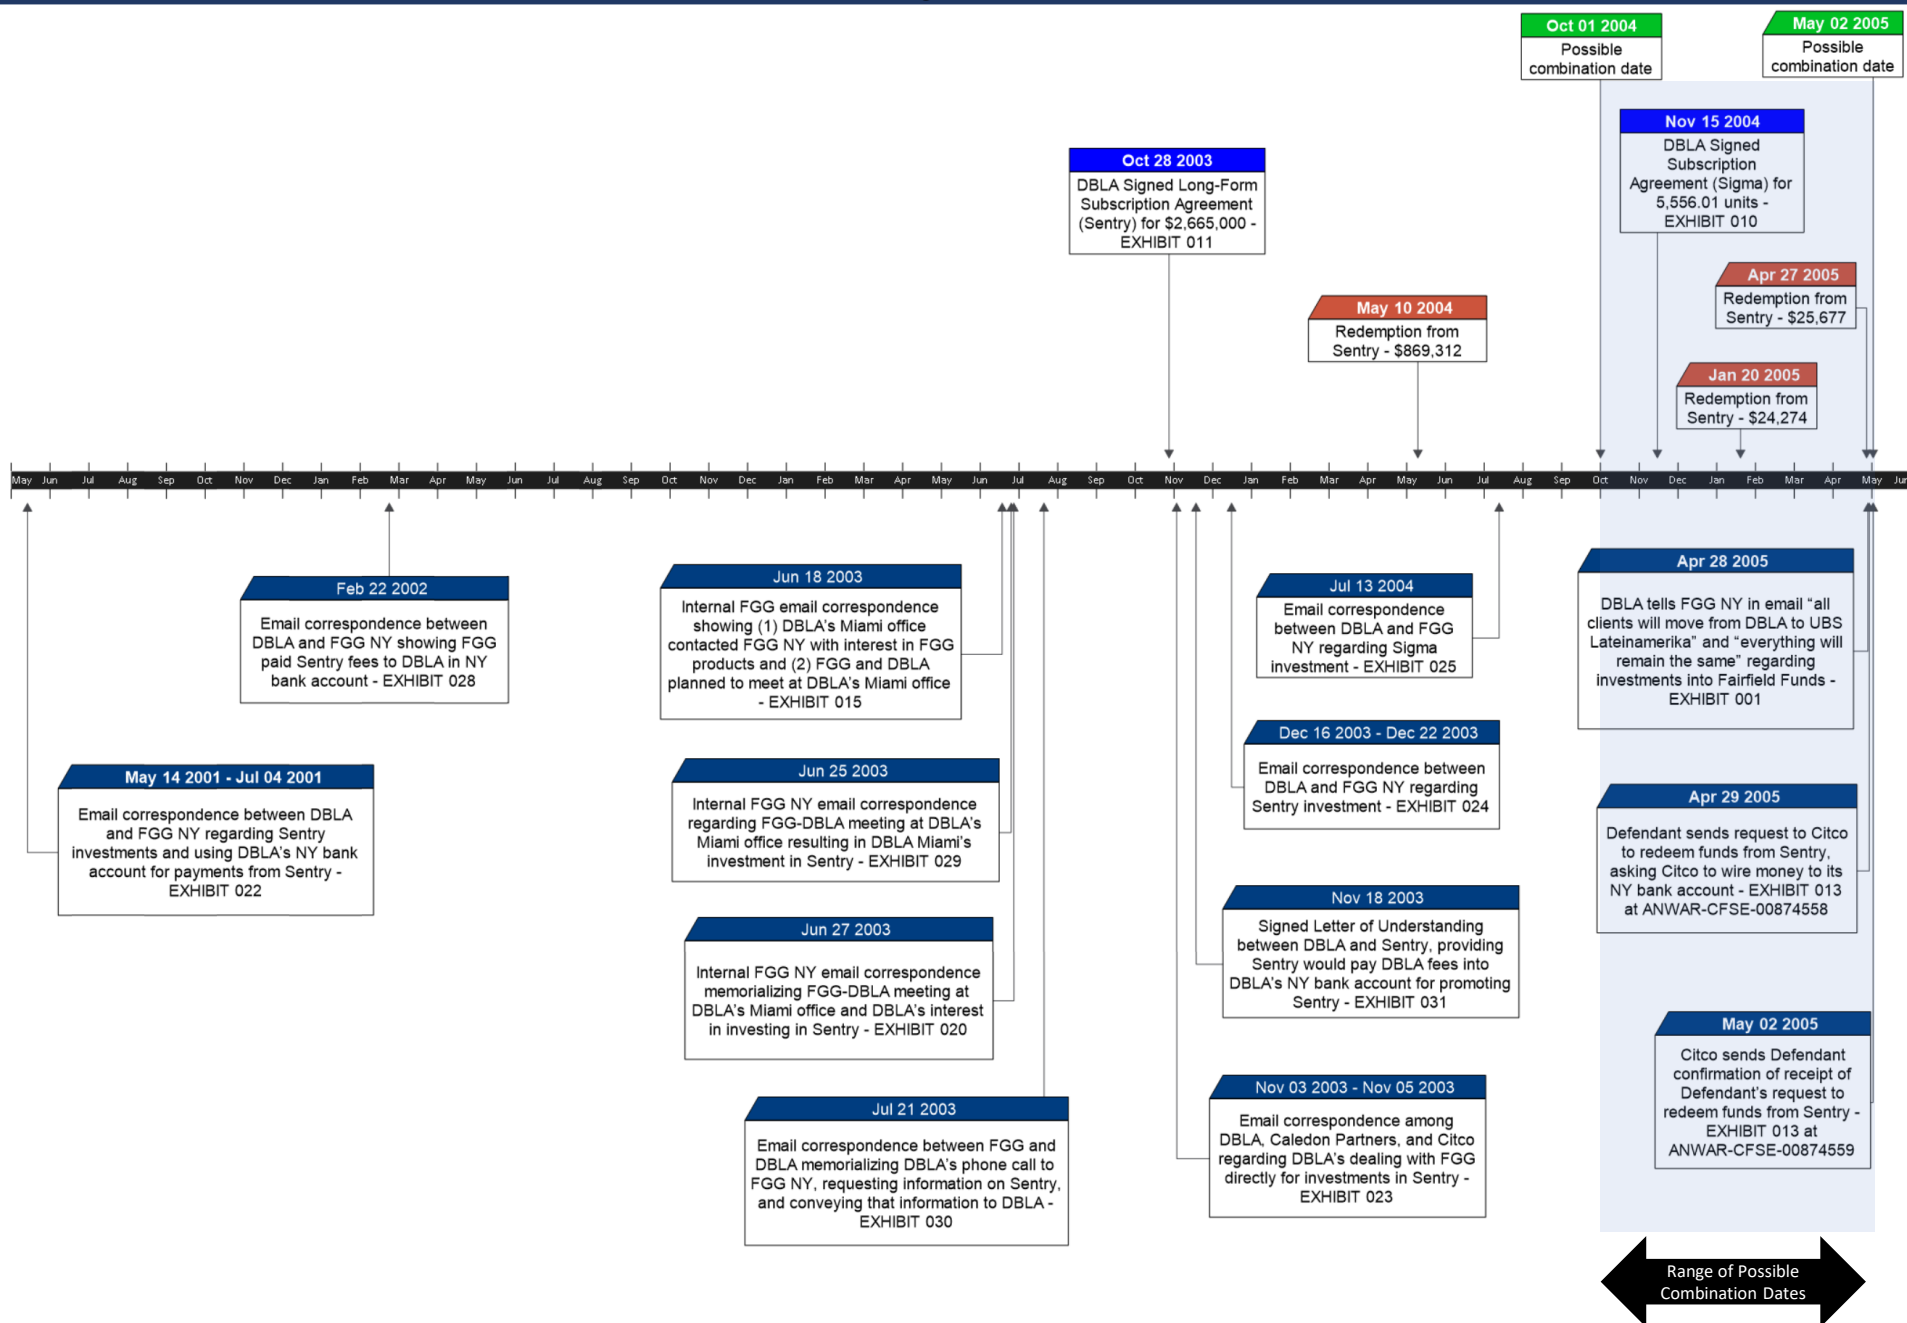 Oct 01 2004
Possible
combination date
May 02 2005
Possible
combination date
Nov 15 2004
DBLA Signed
Subscription
Agreement (Sigma) for
5,556.01 units -
EXHIBIT 010
Oct 28 2003
DBLA Signed Long-Form
Subscription Agreement
(Sentry) for $2,665,000 -
EXHIBIT 011
Apr 27 2005
Redemption from
Sentry - $25,677
May 10 2004
Redemption from
Sentry - $869,312
Jan 20 2005
Redemption from
Sentry - $24,274
May Jun Jul Aug Sep Oct Nov Dec Jan Feb Mar Apr May Jun Jul Aug Sep Oct Nov Dec Jan Feb Mar Apr May Jun Jul Aug Sep Oct Nov Dec Jan Feb Mar Apr May Jun Jul Aug Sep Oct Nov Dec Jan Feb Mar Apr May Jun
Feb 22 2002
Email correspondence between
DBLA and FGG NY showing FGG
paid Sentry fees to DBLA in NY
bank account - EXHIBIT 028
May 14 2001 - Jul 04 2001
Email correspondence between DBLA
and FGG NY regarding Sentry
investments and using DBLA's NY bank
account for payments from Sentry -
EXHIBIT 022
Jun 18 2003
Internal FGG email correspondence
showing (1) DBLA's Miami office
contacted FGG NY with interest in FGG
products and (2) FGG and DBLA
planned to meet at DBLA's Miami office
- EXHIBIT 015
Jun 25 2003
Internal FGG NY email correspondence
regarding FGG-DBLA meeting at DBLA's
Miami office resulting in DBLA Miami's
investment in Sentry - EXHIBIT 029
Jun 27 2003
Internal FGG NY email correspondence
memorializing FGG-DBLA meeting at
DBLA's Miami office and DBLA's interest
in investing in Sentry - EXHIBIT 020
Jul 21 2003
Email correspondence between FGG and
DBLA memorializing DBLA's phone call to
FGG NY, requesting information on Sentry,
and conveying that information to DBLA -
EXHIBIT 030
Jul 13 2004
Email correspondence
between DBLA and FGG
NY regarding Sigma
investment - EXHIBIT 025
Dec 16 2003 - Dec 22 2003
Email correspondence between
DBLA and FGG NY regarding
Sentry investment - EXHIBIT 024
Nov 18 2003
Signed Letter of Understanding
between DBLA and Sentry, providing
Sentry would pay DBLA fees into
DBLA's NY bank account for promoting
Sentry - EXHIBIT 031
Nov 03 2003 - Nov 05 2003
Email correspondence among
DBLA, Caledon Partners, and Citco
regarding DBLA's dealing with FGG
directly for investments in Sentry -
EXHIBIT 023
Apr 28 2005
DBLA tells FGG NY in email “all
clients will move from DBLA to UBS
Lateinamerika” and “everything will
remain the same” regarding
investments into Fairfield Funds -
EXHIBIT 001
Apr 29 2005
Defendant sends request to Citco
to redeem funds from Sentry,
asking Citco to wire money to its
NY bank account - EXHIBIT 013
at ANWAR-CFSE-00874558
May 02 2005
Citco sends Defendant
confirmation of receipt of
Defendant's request to
redeem funds from Sentry -
EXHIBIT 013 at
ANWAR-CFSE-00874559
Range of Possible
Combination Dates